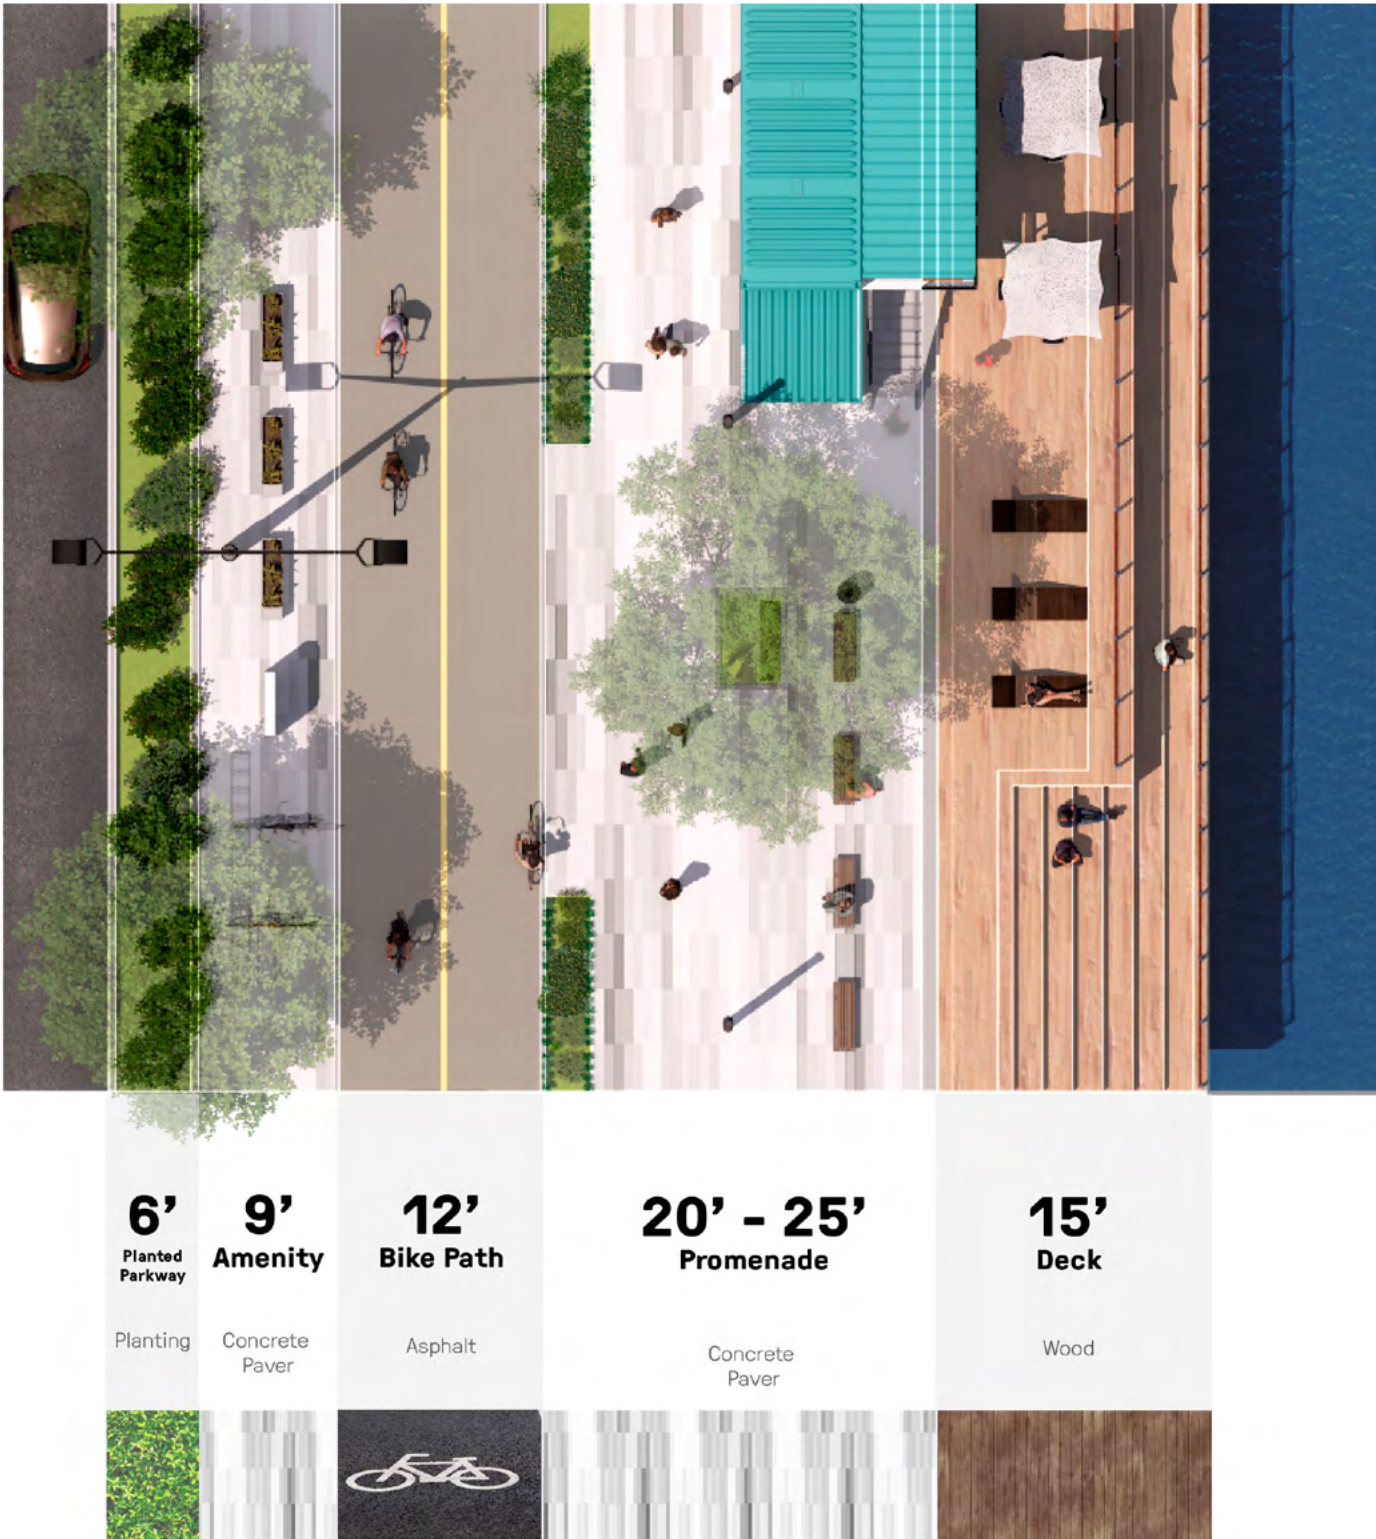 6’
Planted
Parkway
Planting
9’
Amenity
Concrete
Paver
12’
Bike Path
Asphalt
20’ - 25’
Promenade
Concrete
Paver
15’
Deck
Wood